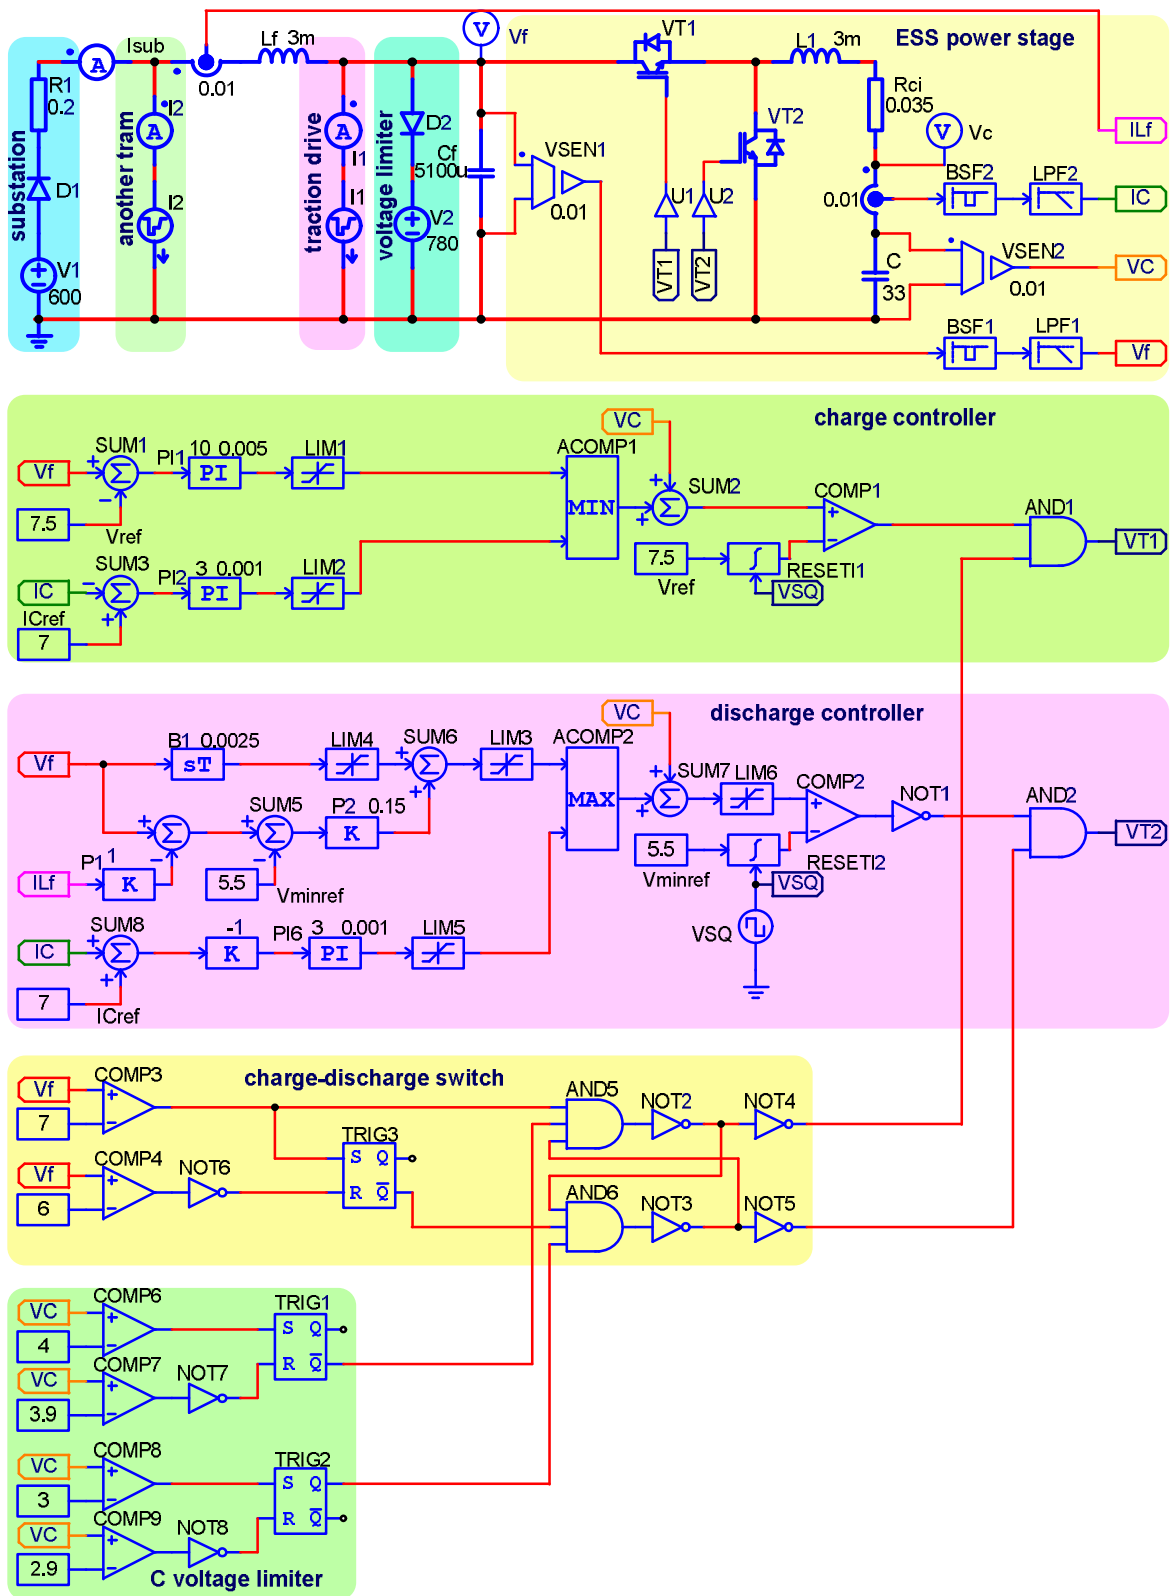 Isub
Lf 3m
Vf
V
VT1
L1 3m
ESS power stage
R1
0.2
A
I2
A
0.01
A
I1
D2
Cf
5100u
VSEN1
0.01
VT2
Rci
0.035
V
Vc
ILf
substation
D1
another tram
I2
traction drive
I1
voltage limiter
V2
780
U1
U2
0.01
BSF2
LPF2
IC
V1
600
VT1
VT2
C
33
VSEN2
0.01
VC
BSF1
LPF1
Vf
charge controller
Vf
SUM1
Σ
PI1
10 0.005
PI
LIM1
ACOMP1
MIN
VC
SUM2
Σ
COMP1
AND1
VT1
7.5
Vref
IC
SUM3
Σ
PI2
3 0.001
PI
LIM2
7.5
Vref
∫
RESETI1
VSQ
ICref
7
discharge controller
Vf
B1 0.0025
sT
LIM4
SUM6
Σ
LIM3
ACOMP2
MAX
VC
SUM7
Σ
LIM6
COMP2
NOT1
AND2
VT2
Σ
SUM5
Σ
P2 0.15
K
ILf
P1 1
K
5.5
Vminref
5.5
Vminref
∫
RESETI2
VSQ
IC
SUM8
Σ
-1
K
PI6
3 0.001
PI
LIM5
VSQ
7
ICref
charge-discharge switch
Vf
COMP3
7
AND5
NOT2
NOT4
TRIG3
S Q
R Q̅
Vf
COMP4
6
NOT6
AND6
NOT3
NOT5
VC
COMP6
4
TRIG1
S Q
R Q̅
VC
COMP7
3.9
NOT7
VC
COMP8
3
TRIG2
S Q
R Q̅
VC
COMP9
2.9
NOT8
C voltage limiter